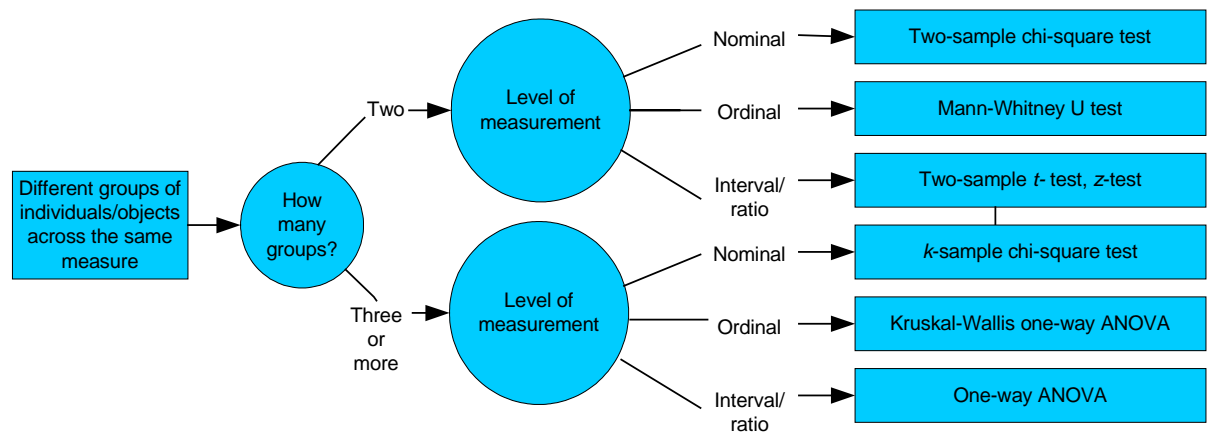 Different groups of
individuals/objects
across the same
measure
How
many
groups?
Two
Level of
measurement
Nominal
Two-sample chi-square test
Ordinal
Mann-Whitney U test
Interval/
ratio
Two-sample t- test, z-test
Three
or
more
Level of
measurement
Nominal
k-sample chi-square test
Ordinal
Kruskal-Wallis one-way ANOVA
Interval/
ratio
One-way ANOVA